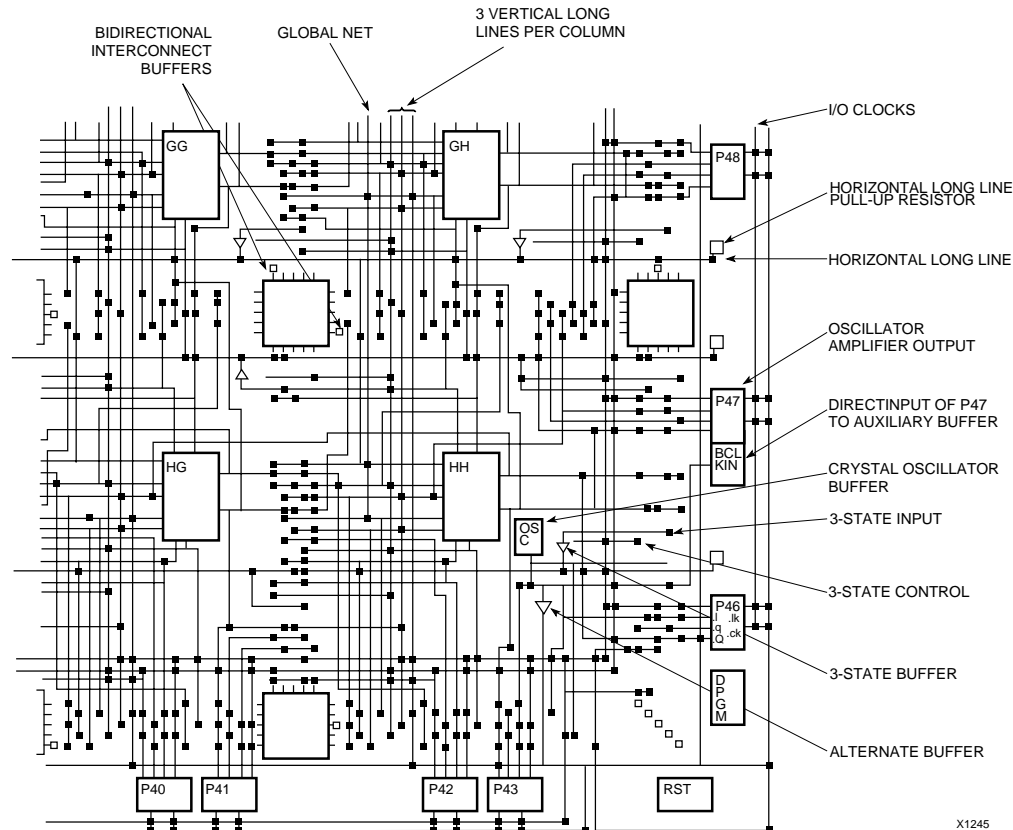 3 VERTICAL LONG
LINES PER COLUMN
BIDIRECTIONAL
INTERCONNECT
BUFFERS
GLOBAL NET
I/O CLOCKS
GG
GH
P48
HORIZONTAL LONG LINE
PULL-UP RESISTOR
HORIZONTAL LONG LINE
OSCILLATOR
AMPLIFIER OUTPUT
P47
DIRECTINPUT OF P47
TO AUXILIARY BUFFER
BCL
KIN
HG
HH
CRYSTAL OSCILLATOR
BUFFER
OS
C
3-STATE INPUT
3-STATE CONTROL
P46
.I .lk
.q
.Q .ck
3-STATE BUFFER
D
P
G
M
ALTERNATE BUFFER
P40
P41
P42
P43
RST
X1245